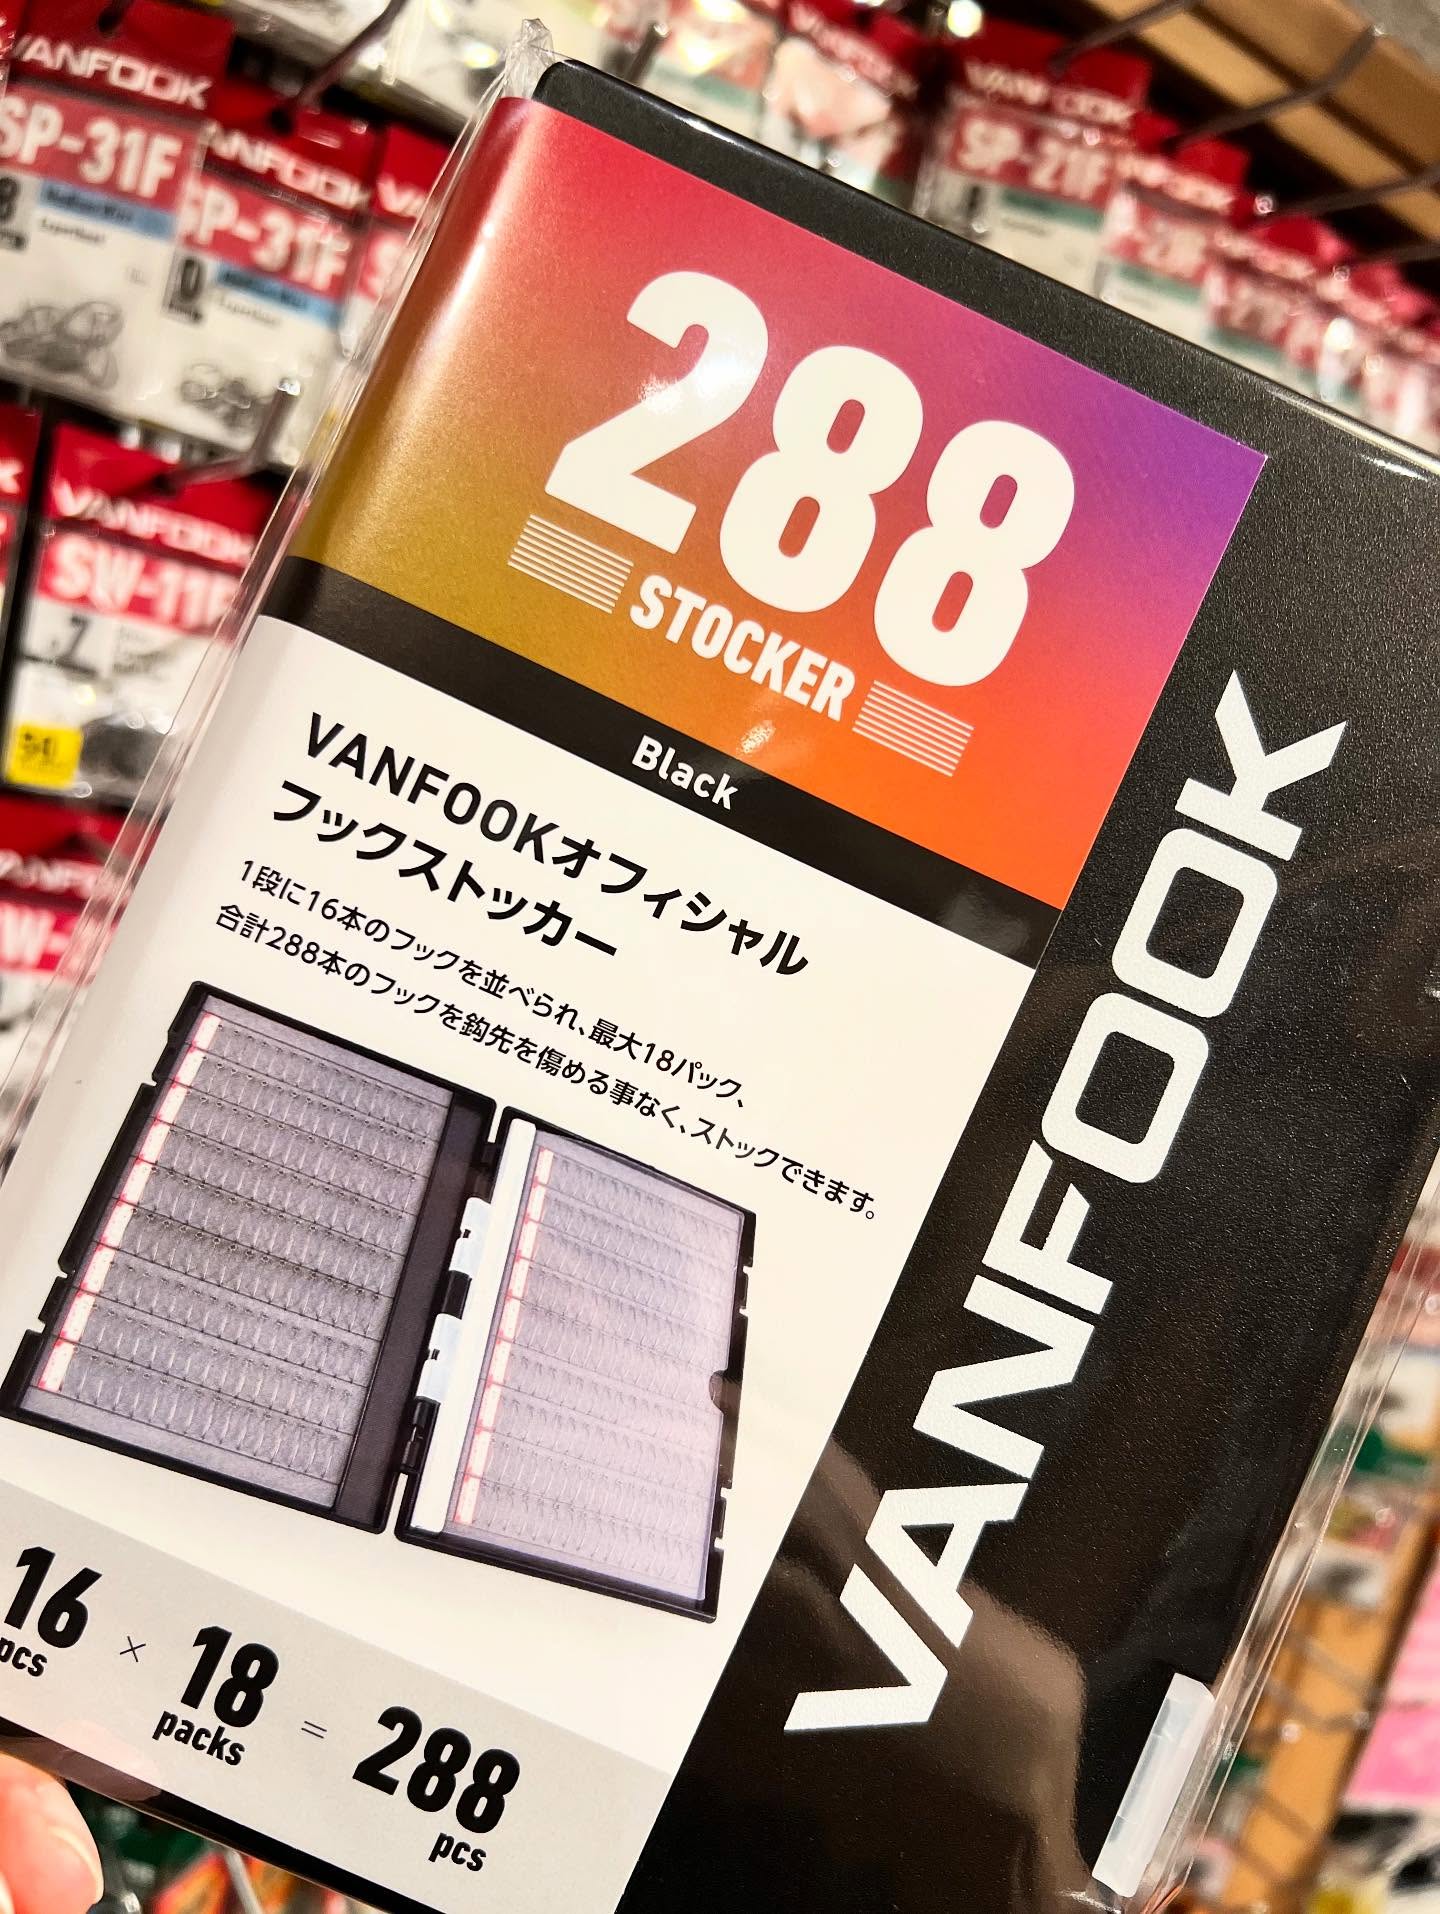 VANFOOK
SP-31F
VANFOOK
SP-31F
VANFOOK
SP-21F
VANFOOK
SW-11F
288
STOCKER
Black
VANFOOKオフィシャル
フックストッカー
1段に16本のフックを並べられ、最大18パック、
合計288本のフックを鈎先を傷める事なく、ストックできます。
16
pcs
×
18
packs
=
288
pcs
VANFOOK